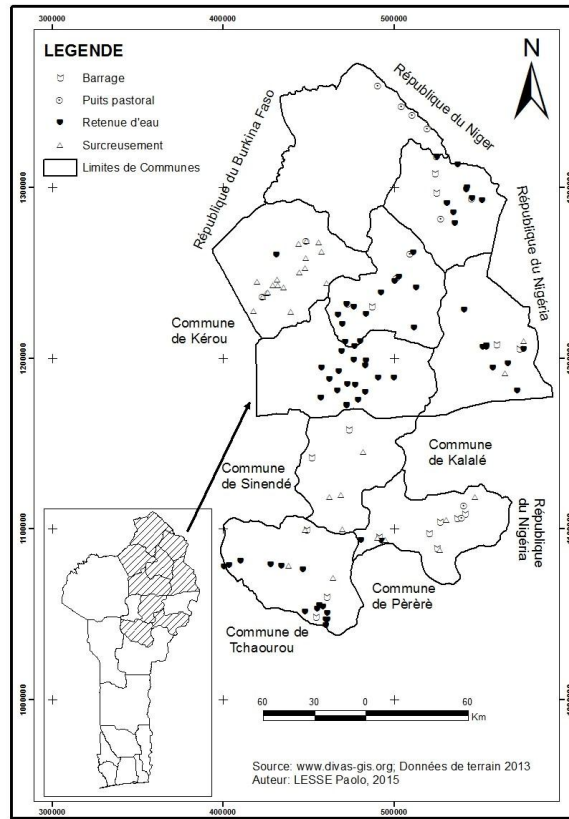 300000 400000 500000
LEGENDE
Barrage
Puits pastoral
Retenue d'eau
Surcreusement
Limites de Communes
N
République du Niger
République du Burkina Faso
République du Nigéria
1300000
Commune
de Kérou
1200000
Commune
de Sinendé
Commune
de Kalalé
République
du Nigéria
1100000
Commune
de Pèrèrè
Commune de
Tchaourou
1000000
60 30 0 60
Km
Source: www.divas-gis.org; Données de terrain 2013
Auteur: LESSE Paolo, 2015
300000 400000 500000